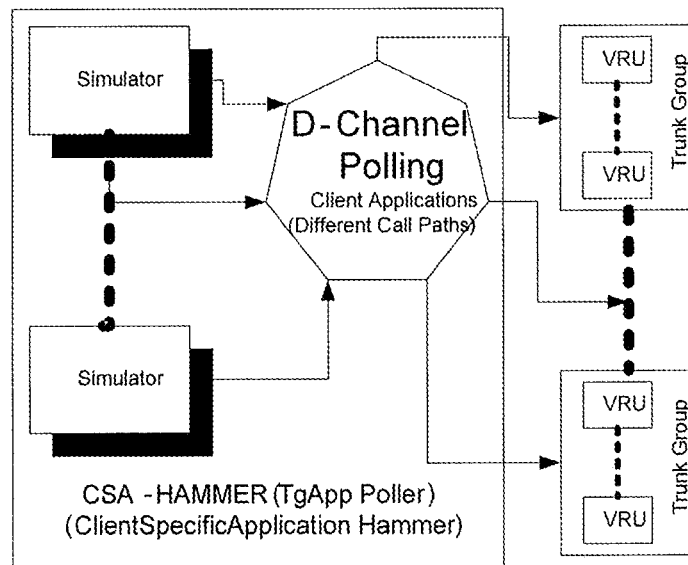 Simulator
D-Channel
Polling
Client Applications
(Different Call Paths)
Simulator
CSA -HAMMER (TgApp Poller)
(ClientSpecificApplication Hammer)
VRU
VRU
Trunk Group
VRU
VRU
Trunk Group